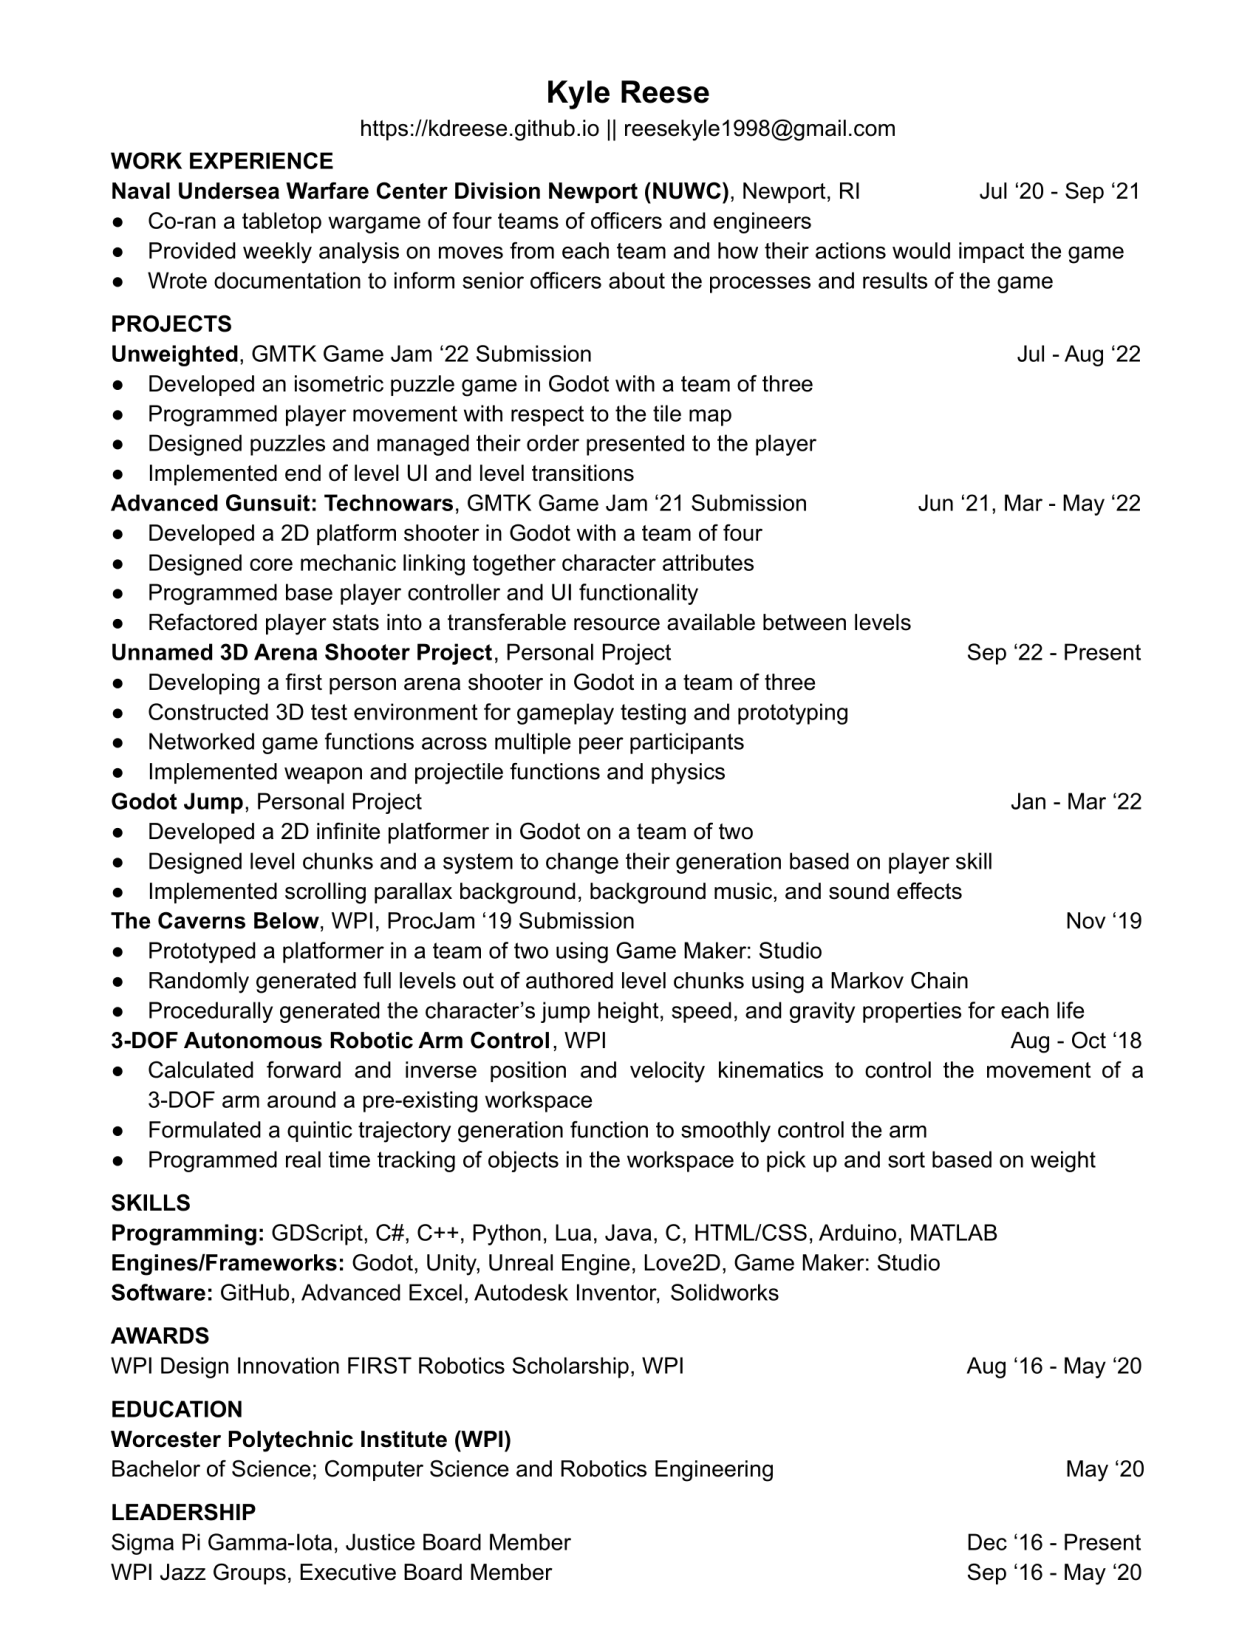 Kyle Reese
https://kdreese.github.io || reesekyle1998@gmail.com
WORK EXPERIENCE
Naval Undersea Warfare Center Division Newport (NUWC), Newport, RI Jul ‘20 - Sep ‘21
● Co-ran a tabletop wargame of four teams of officers and engineers
● Provided weekly analysis on moves from each team and how their actions would impact the game
● Wrote documentation to inform senior officers about the processes and results of the game
PROJECTS
Unweighted, GMTK Game Jam ‘22 Submission Jul - Aug ‘22
● Developed an isometric puzzle game in Godot with a team of three
● Programmed player movement with respect to the tile map
● Designed puzzles and managed their order presented to the player
● Implemented end of level UI and level transitions
Advanced Gunsuit: Technowars, GMTK Game Jam ‘21 Submission Jun ‘21, Mar - May ‘22
● Developed a 2D platform shooter in Godot with a team of four
● Designed core mechanic linking together character attributes
● Programmed base player controller and UI functionality
● Refactored player stats into a transferable resource available between levels
Unnamed 3D Arena Shooter Project, Personal Project Sep ‘22 - Present
● Developing a first person arena shooter in Godot in a team of three
● Constructed 3D test environment for gameplay testing and prototyping
● Networked game functions across multiple peer participants
● Implemented weapon and projectile functions and physics
Godot Jump, Personal Project Jan - Mar ‘22
● Developed a 2D infinite platformer in Godot on a team of two
● Designed level chunks and a system to change their generation based on player skill
● Implemented scrolling parallax background, background music, and sound effects
The Caverns Below, WPI, ProcJam ‘19 Submission Nov ‘19
● Prototyped a platformer in a team of two using Game Maker: Studio
● Randomly generated full levels out of authored level chunks using a Markov Chain
● Procedurally generated the character’s jump height, speed, and gravity properties for each life
3-DOF Autonomous Robotic Arm Control, WPI Aug - Oct ‘18
● Calculated forward and inverse position and velocity kinematics to control the movement of a
3-DOF arm around a pre-existing workspace
● Formulated a quintic trajectory generation function to smoothly control the arm
● Programmed real time tracking of objects in the workspace to pick up and sort based on weight
SKILLS
Programming: GDScript, C#, C++, Python, Lua, Java, C, HTML/CSS, Arduino, MATLAB
Engines/Frameworks: Godot, Unity, Unreal Engine, Love2D, Game Maker: Studio
Software: GitHub, Advanced Excel, Autodesk Inventor, Solidworks
AWARDS
WPI Design Innovation FIRST Robotics Scholarship, WPI Aug ‘16 - May ‘20
EDUCATION
Worcester Polytechnic Institute (WPI)
Bachelor of Science; Computer Science and Robotics Engineering May ‘20
LEADERSHIP
Sigma Pi Gamma-Iota, Justice Board Member Dec ‘16 - Present
WPI Jazz Groups, Executive Board Member Sep ‘16 - May ‘20